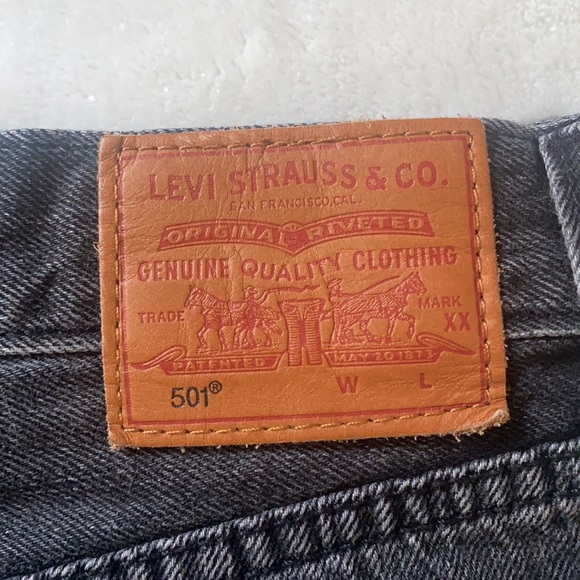 LEVI STRAUSS & CO.
SAN FRANCISCO, CAL.
ORIGINAL RIVETED
GENUINE QUALITY CLOTHING
TRADE MARK
XX
PATENTED MAY 20 1873
501® W L